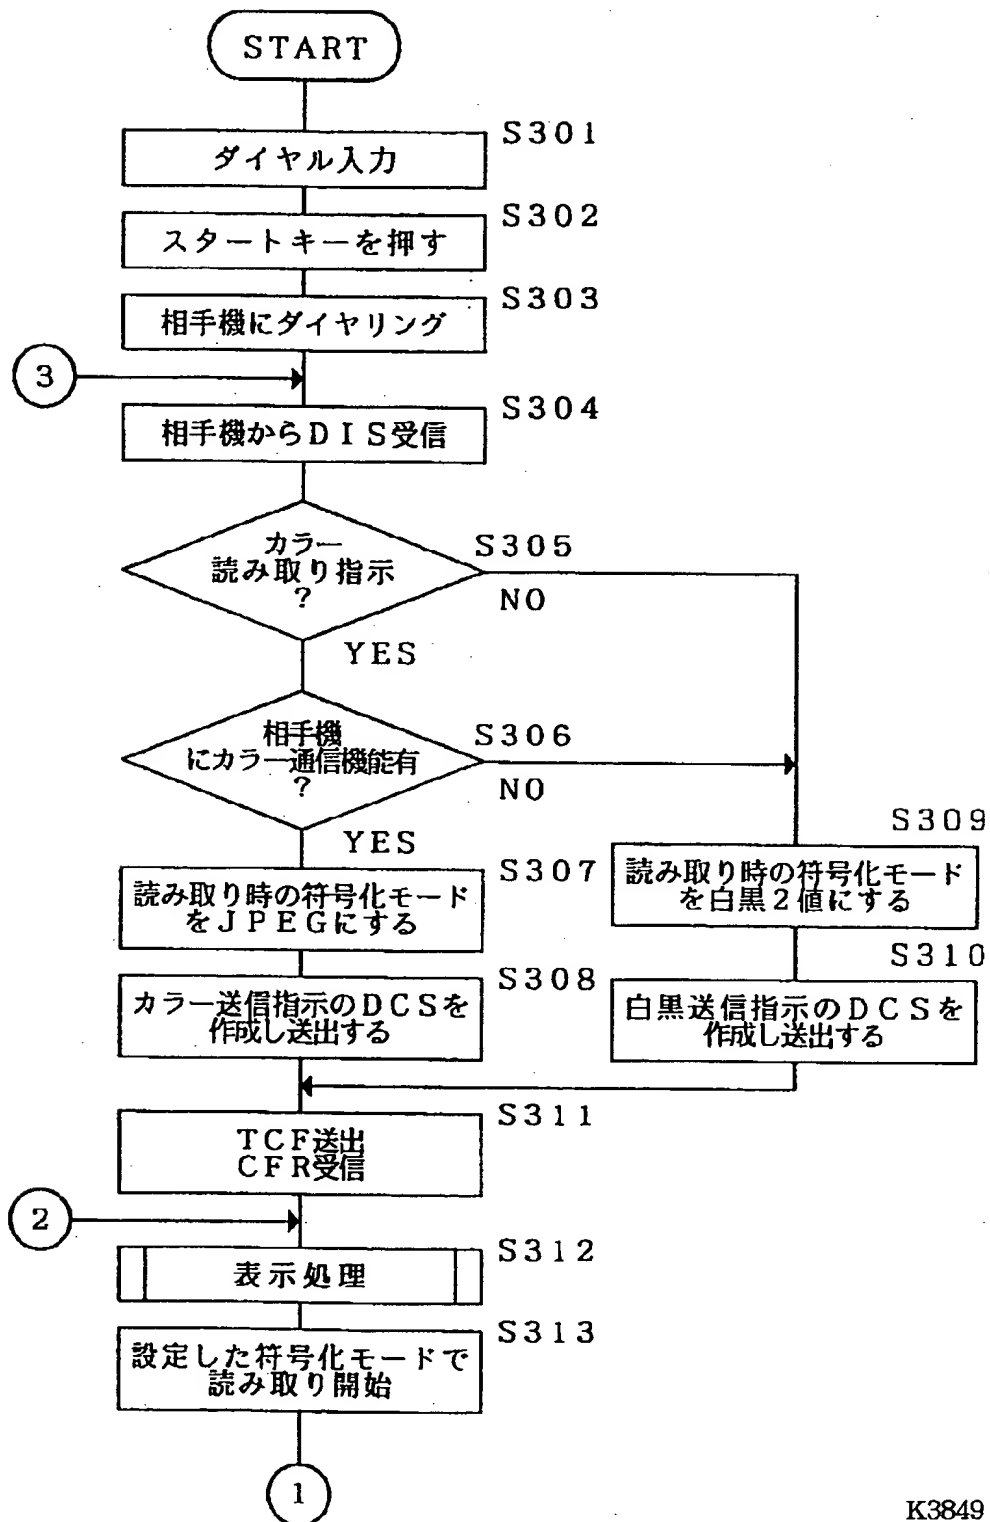 START
S301
ダイヤル入力
S302
スタートキーを押す
S303
相手機にダイヤリング
3
S304
相手機からDIS受信
カラー
読み取り指示
?
S305
NO
YES
相手機
にカラー通信機能有
?
S306
NO
YES
S307
読み取り時の符号化モード
をJPEGにする
S309
読み取り時の符号化モード
を白黒2値にする
S308
カラー送信指示のDCSを
作成し送出する
S310
白黒送信指示のDCSを
作成し送出する
S311
TCF送出
CFR受信
2
S312
表示処理
S313
設定した符号化モードで
読み取り開始
1
K3849